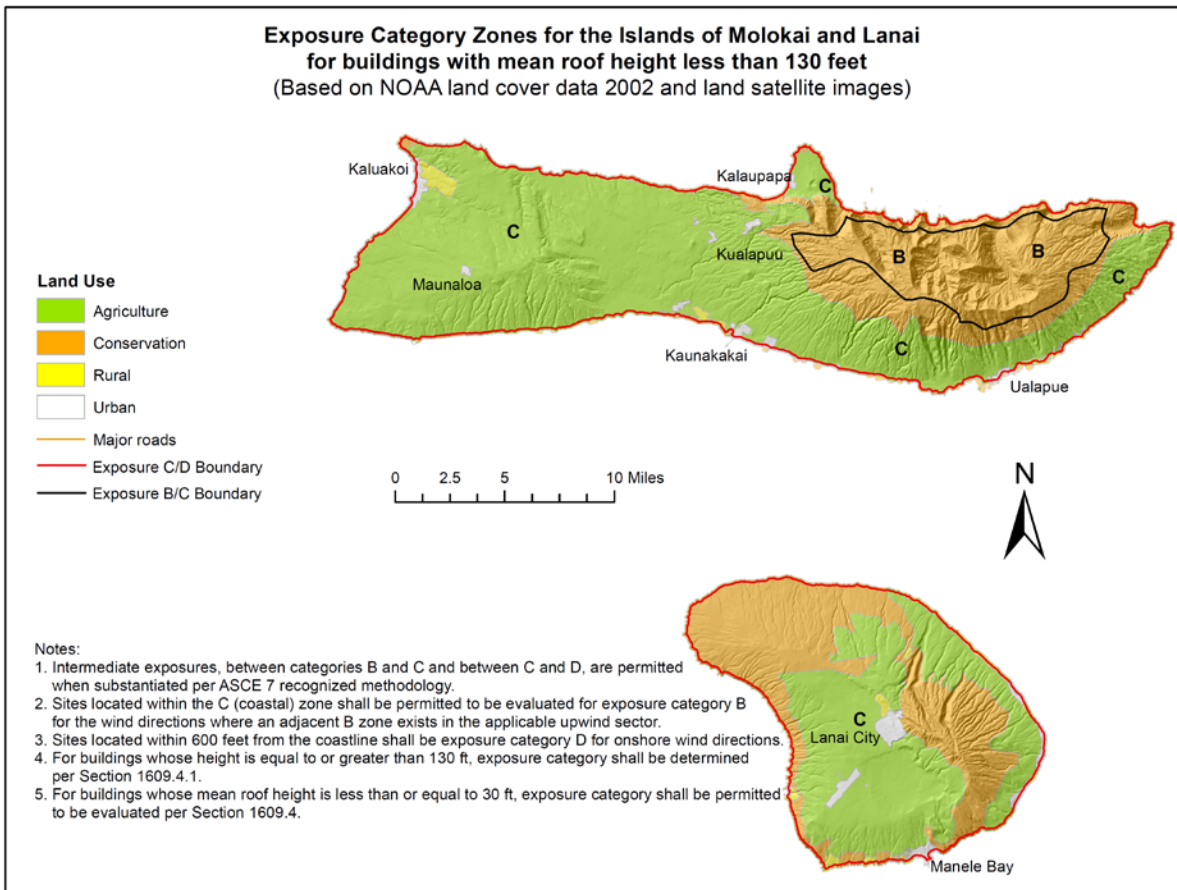 Exposure Category Zones for the Islands of Molokai and Lanai
for buildings with mean roof height less than 130 feet
(Based on NOAA land cover data 2002 and land satellite images)
Kaluakoi
Kalaupapa
C
C
Kualapuu
B
B
C
Maunaloa
Kaunakakai
C
Ualapue
Land Use
Agriculture
Conservation
Rural
Urban
Major roads
Exposure C/D Boundary
Exposure B/C Boundary
0 2.5 5 10 Miles
N
C
Lanai City
Manele Bay
Notes:
1. Intermediate exposures, between categories B and C and between C and D, are permitted
when substantiated per ASCE 7 recognized methodology.
2. Sites located within the C (coastal) zone shall be permitted to be evaluated for exposure category B
for the wind directions where an adjacent B zone exists in the applicable upwind sector.
3. Sites located within 600 feet from the coastline shall be exposure category D for onshore wind directions.
4. For buildings whose height is equal to or greater than 130 ft, exposure category shall be determined
per Section 1609.4.1.
5. For buildings whose mean roof height is less than or equal to 30 ft, exposure category shall be permitted
to be evaluated per Section 1609.4.